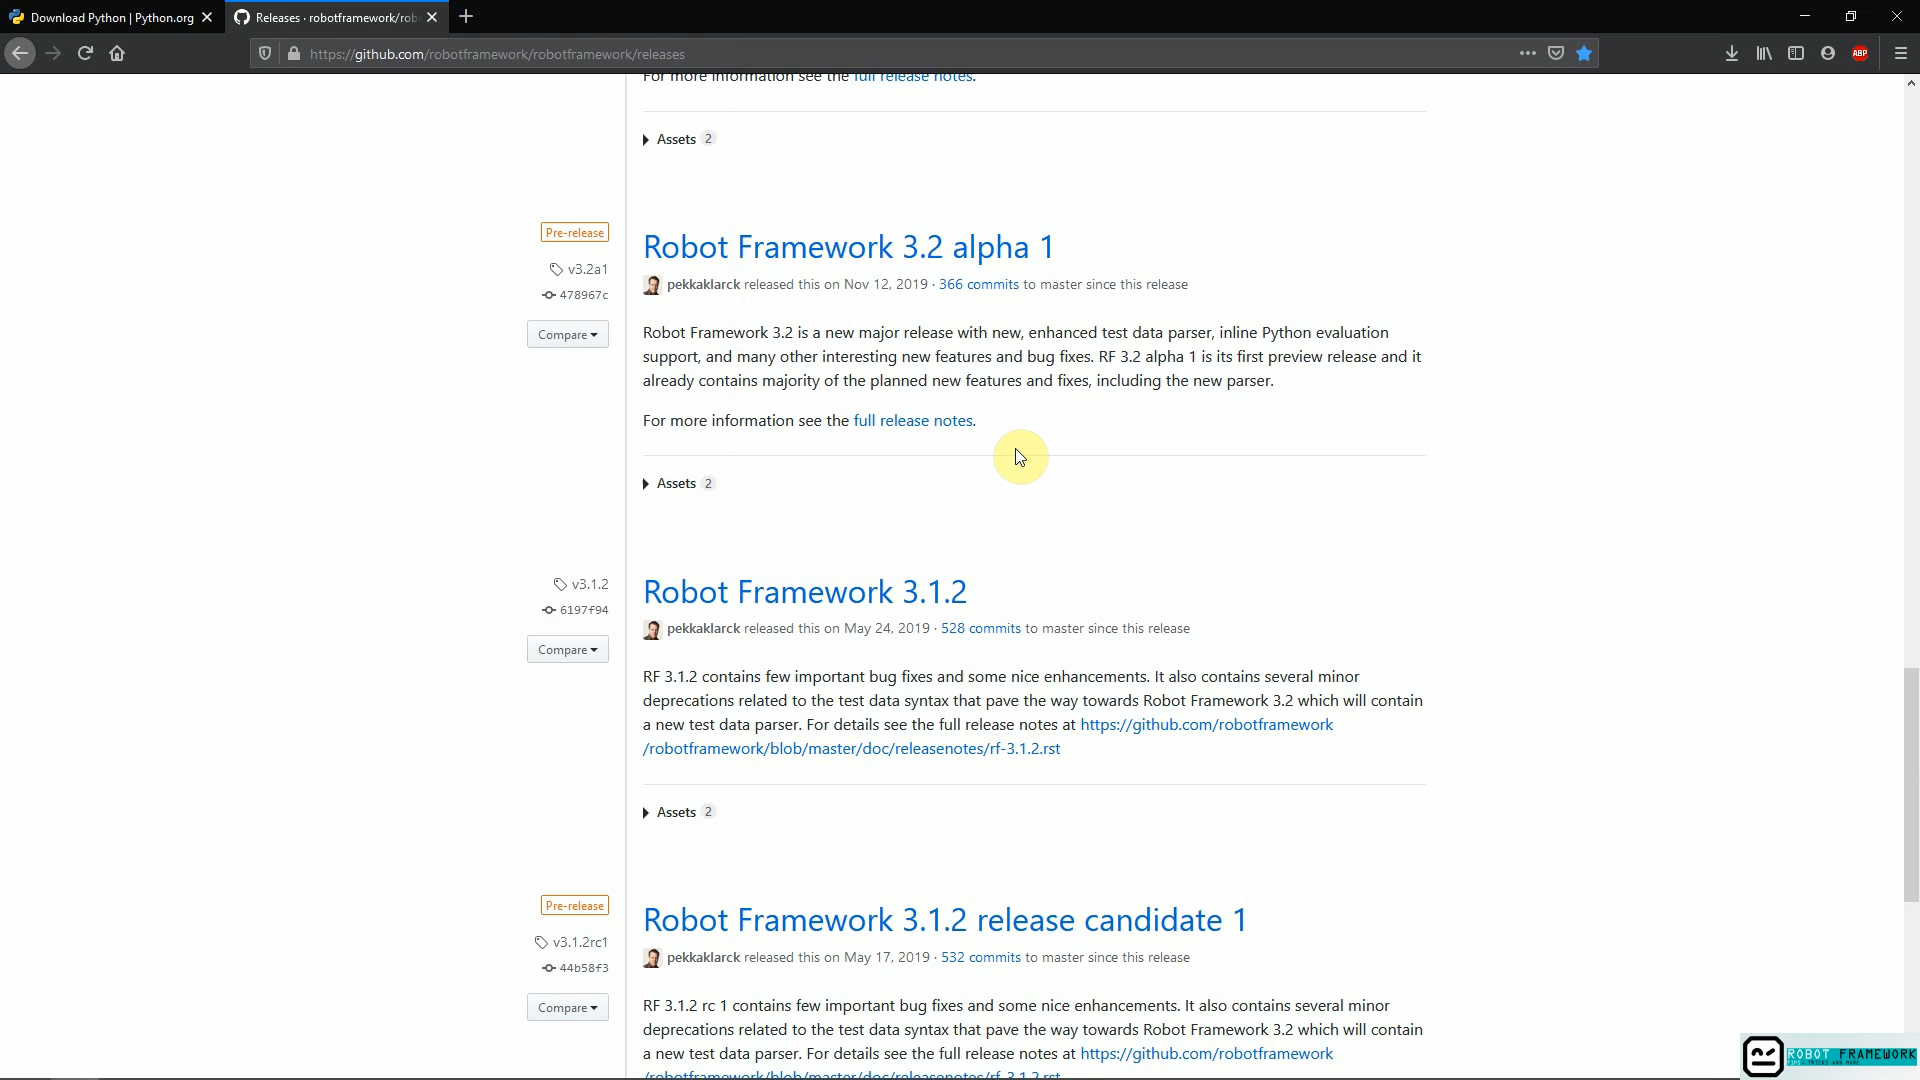 Download Python | Python.org
Releases · robotframework/rob
https://github.com/robotframework/robotframework/releases
ABP
For more information see the full release notes.
Assets 2
Pre-release
v3.2a1
478967c
Compare
Robot Framework 3.2 alpha 1
pekkaklarck released this on Nov 12, 2019 · 366 commits to master since this release
Robot Framework 3.2 is a new major release with new, enhanced test data parser, inline Python evaluation
support, and many other interesting new features and bug fixes. RF 3.2 alpha 1 is its first preview release and it
already contains majority of the planned new features and fixes, including the new parser.
For more information see the full release notes.
Assets 2
v3.1.2
6197f94
Compare
Robot Framework 3.1.2
pekkaklarck released this on May 24, 2019 · 528 commits to master since this release
RF 3.1.2 contains few important bug fixes and some nice enhancements. It also contains several minor
deprecations related to the test data syntax that pave the way towards Robot Framework 3.2 which will contain
a new test data parser. For details see the full release notes at https://github.com/robotframework
/robotframework/blob/master/doc/releasenotes/rf-3.1.2.rst
Assets 2
Pre-release
v3.1.2rc1
44b58f3
Compare
Robot Framework 3.1.2 release candidate 1
pekkaklarck released this on May 17, 2019 · 532 commits to master since this release
RF 3.1.2 rc 1 contains few important bug fixes and some nice enhancements. It also contains several minor
deprecations related to the test data syntax that pave the way towards Robot Framework 3.2 which will contain
a new test data parser. For details see the full release notes at https://github.com/robotframework
/robotframework/blob/master/doc/releasenotes/rf-3.1.2.rst
ROBOT FRAMEWORK
TIPS, TRICKS AND MORE